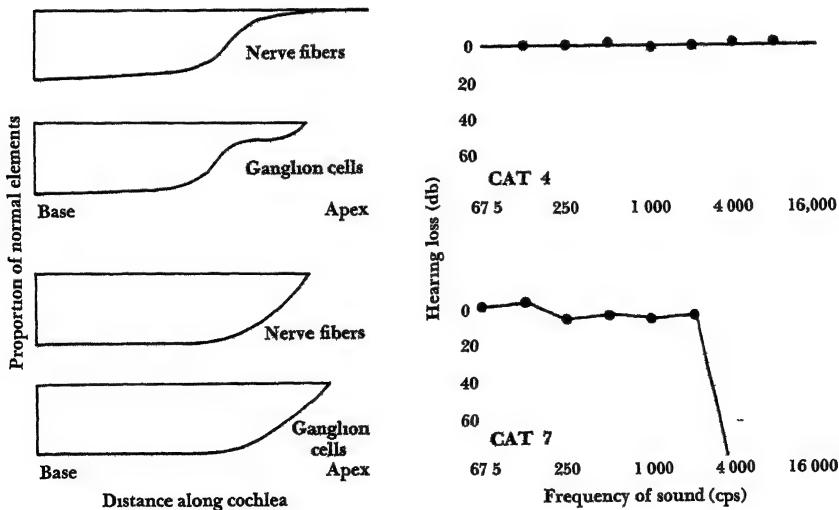 Nerve fibers
Ganglion cells
Base Apex
Nerve fibers
Ganglion
cells
Base Apex
Distance along cochlea
Proportion of normal elements
0
20
40
60
CAT 4
67 5 250 1 000 4 000 16,000
Hearing loss (db)
0
20
40
60
CAT 7
67 5 250 1 000 4 000 16 000
Frequency of sound (cps)